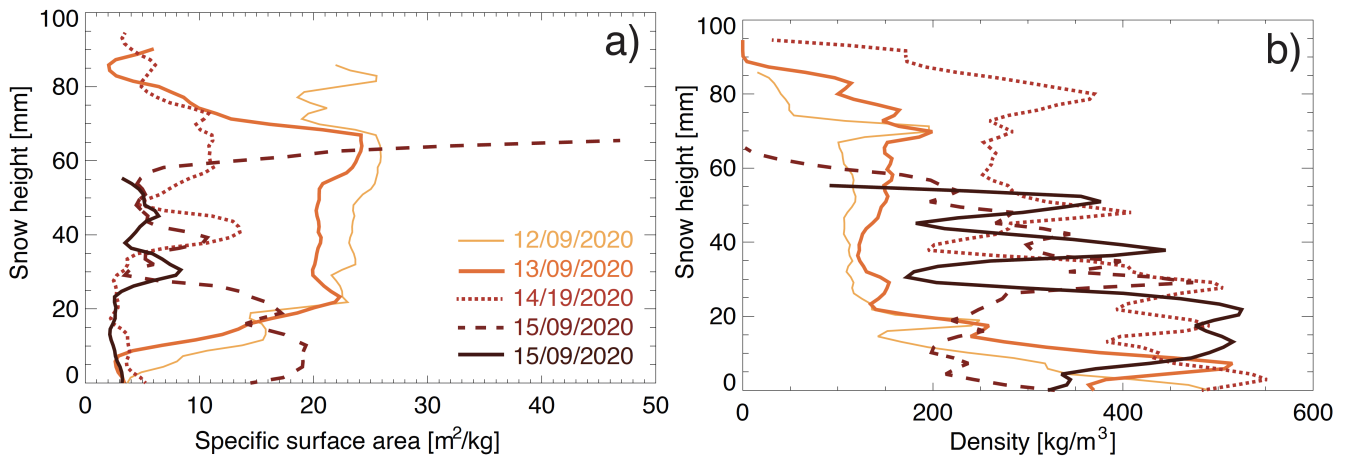 a)
100
80
60
40
20
0
Snow height [mm]
12/09/2020
13/09/2020
14/19/2020
15/09/2020
15/09/2020
0 10 20 30 40 50
Specific surface area [m²/kg]
b)
100
80
60
40
20
0
Snow height [mm]
0 200 400 600
Density [kg/m³]